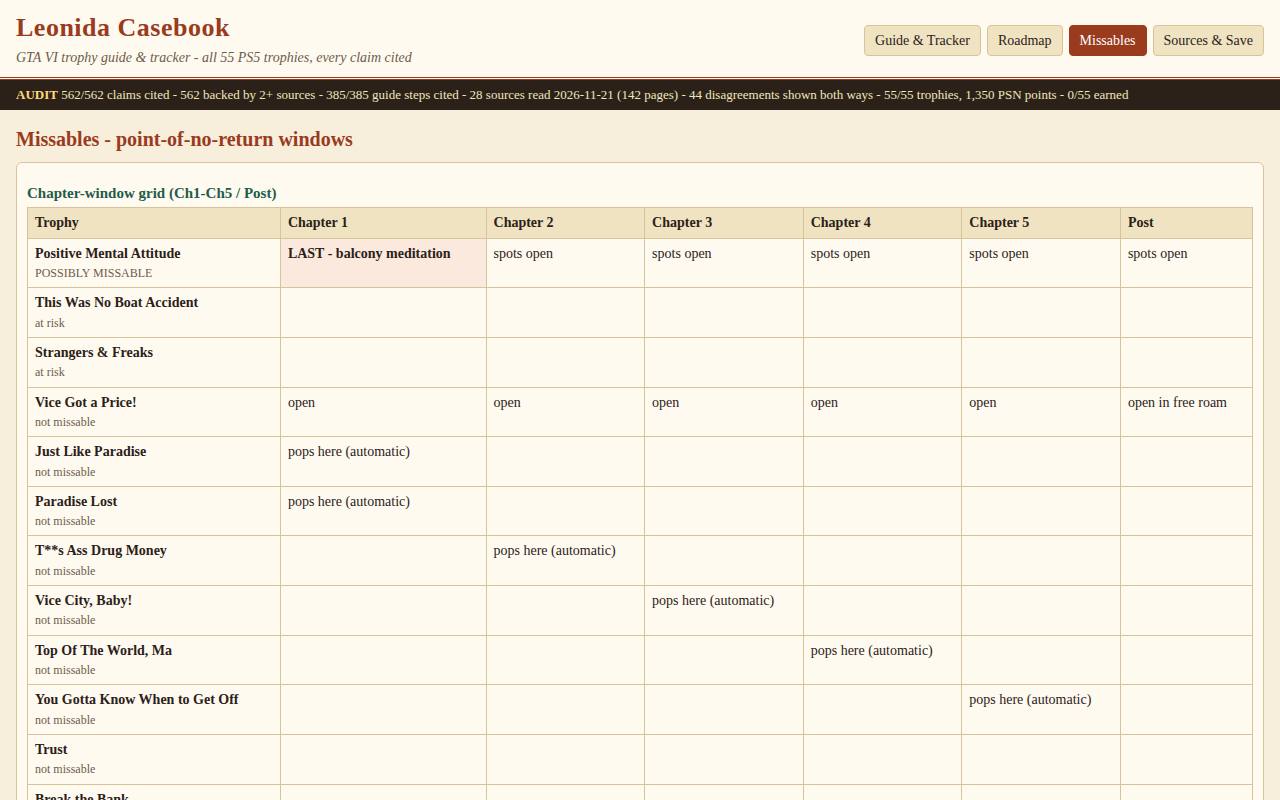 Leonida Casebook
GTA VI trophy guide & tracker - all 55 PS5 trophies, every claim cited
Guide & Tracker Roadmap Missables Sources & Save
AUDIT 562/562 claims cited - 562 backed by 2+ sources - 385/385 guide steps cited - 28 sources read 2026-11-21 (142 pages) - 44 disagreements shown both ways - 55/55 trophies, 1,350 PSN points - 0/55 earned
Missables - point-of-no-return windows
Chapter-window grid (Ch1-Ch5 / Post)
Trophy Chapter 1 Chapter 2 Chapter 3 Chapter 4 Chapter 5 Post
Positive Mental Attitude LAST - balcony meditation spots open spots open spots open spots open spots open
POSSIBLY MISSABLE
This Was No Boat Accident
at risk
Strangers & Freaks
at risk
Vice Got a Price! open open open open open open in free roam
not missable
Just Like Paradise pops here (automatic)
not missable
Paradise Lost pops here (automatic)
not missable
T**s Ass Drug Money pops here (automatic)
not missable
Vice City, Baby! pops here (automatic)
not missable
Top Of The World, Ma pops here (automatic)
not missable
You Gotta Know When to Get Off pops here (automatic)
not missable
Trust
not missable
Break the Bank